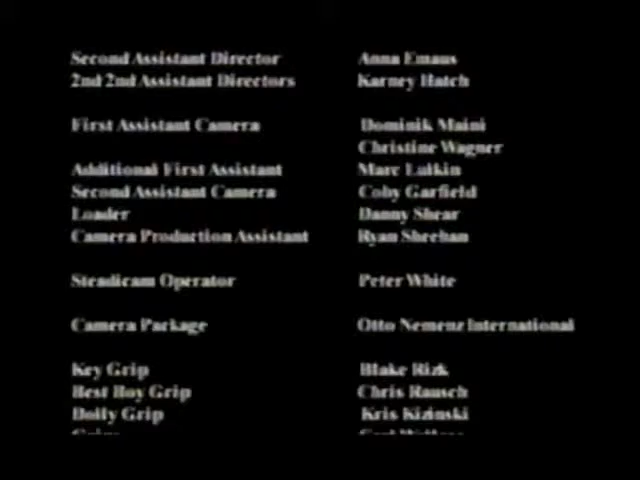 Second Assistant Director Anna Emaus
2nd 2nd Assistant Directors Karney Hatch
First Assistant Camera Dominik Maini
Christine Wagner
Additional First Assistant Marc
Second Assistant Camera Coby Garfield
Loader Danny Shear
Camera Production Assistant Ryan Sheehan
Steadicam Operator Peter White
Camera Package Otto Nemenz International
Key Grip Blake Rizk
Best Boy Grip Chris Rausch
Dolly Grip Kris Kizinski